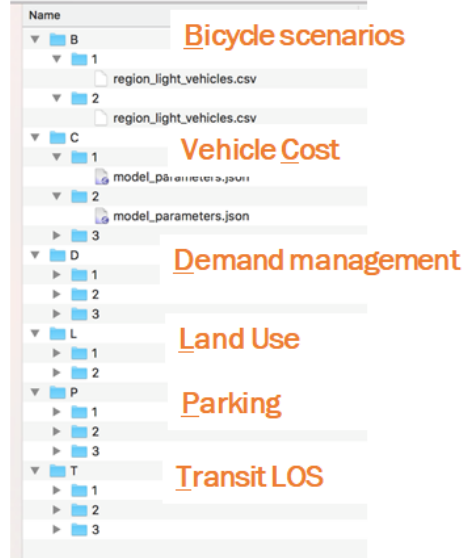 Name
B
Bicycle scenarios
1
region_light_vehicles.csv
2
region_light_vehicles.csv
C
Vehicle Cost
1
model_parameters.json
2
model_parameters.json
3
D
Demand management
1
2
3
L
Land Use
1
2
P
Parking
1
2
3
T
Transit LOS
1
2
3